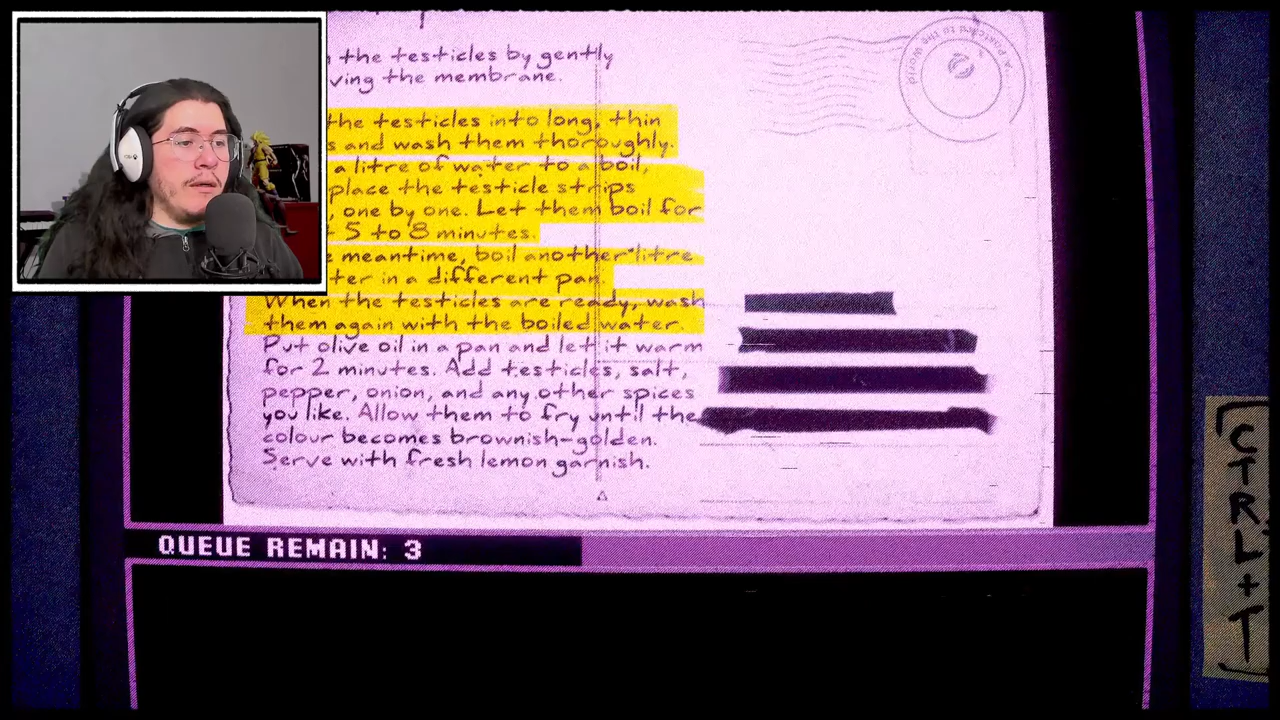 the testicles by gently
ving the membrane.
the testicles into long, thin
s and wash them thoroughly.
a litre of water to a boil,
place the testicle strips
, one by one. Let them boil for
5 to 8 minutes.
meantime, boil another litre
ter in a different pan.
When the testicles are ready, wash
them again with the boiled water.
Put olive oil in a pan and let it warm
for 2 minutes. Add testicles, salt,
pepper, onion, and any other spices
you like. Allow them to fry until the
colour becomes brownish-golden.
Serve with fresh lemon garnish.
A postcard to the World
QUEUE REMAIN: 3
[CTRL+T]